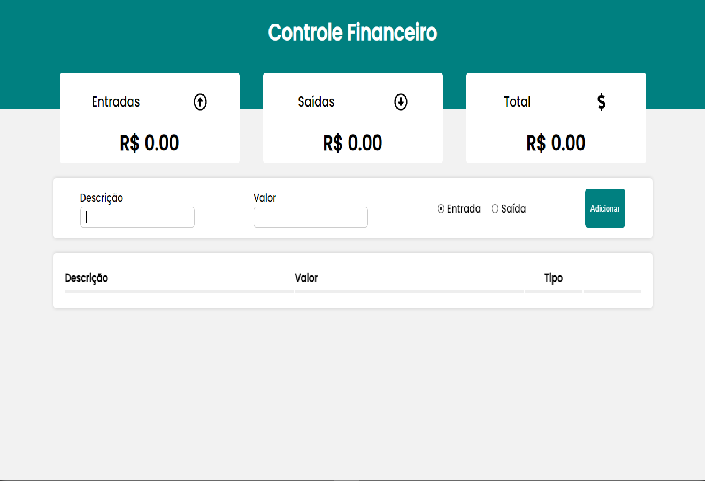 Controle Financeiro
Entradas
Saídas
Total
R$ 0.00
R$ 0.00
R$ 0.00
Descrição
Valor
Entrada
Saída
Adicionar
Descrição
Valor
Tipo